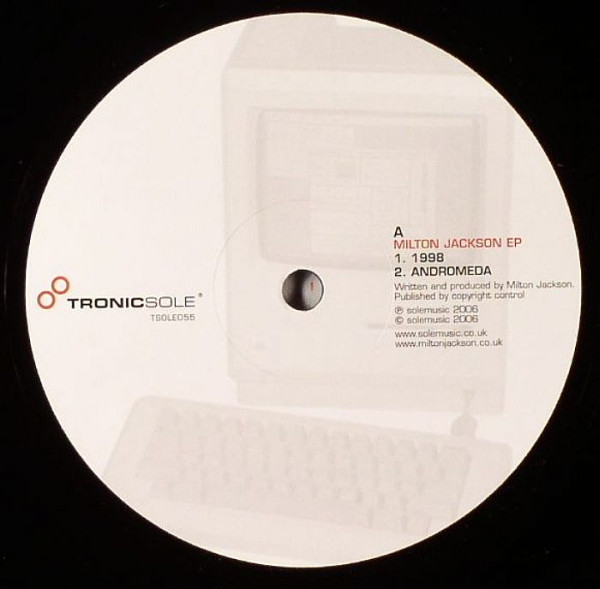 TRONICSOLE®
TSOLE055
A
MILTON JACKSON EP
1. 1998
2. ANDROMEDA
Written and produced by Milton Jackson.
Published by copyright control
℗ solemusic 2006
© solemusic 2006
www.solemusic.co.uk
www.miltonjackson.co.uk